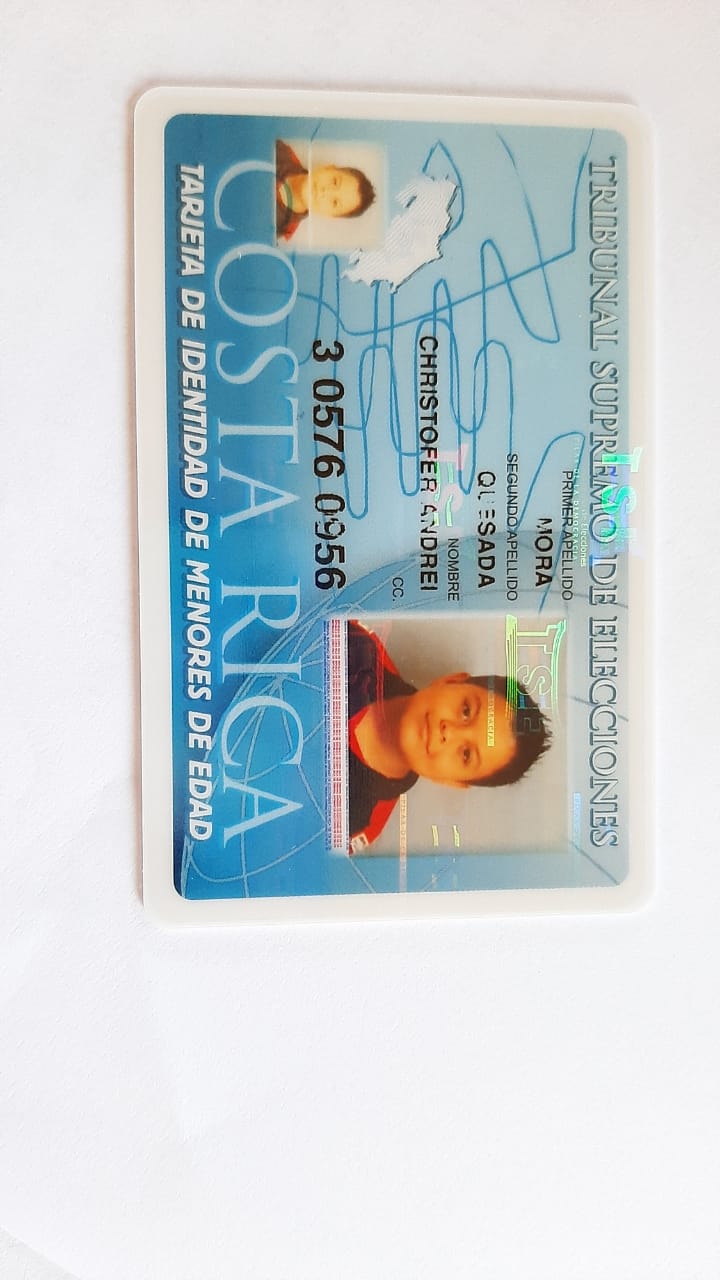 TRIBUNAL SUPREMO DE ELECCIONES
PRIMER APELLIDO
MORA
SEGUNDO APELLIDO
QUESADA
NOMBRE
CHRISTOFER ANDREI
CC.
3 0576 0956
COSTA RICA
TARJETA DE IDENTIDAD DE MENORES DE EDAD
TSE